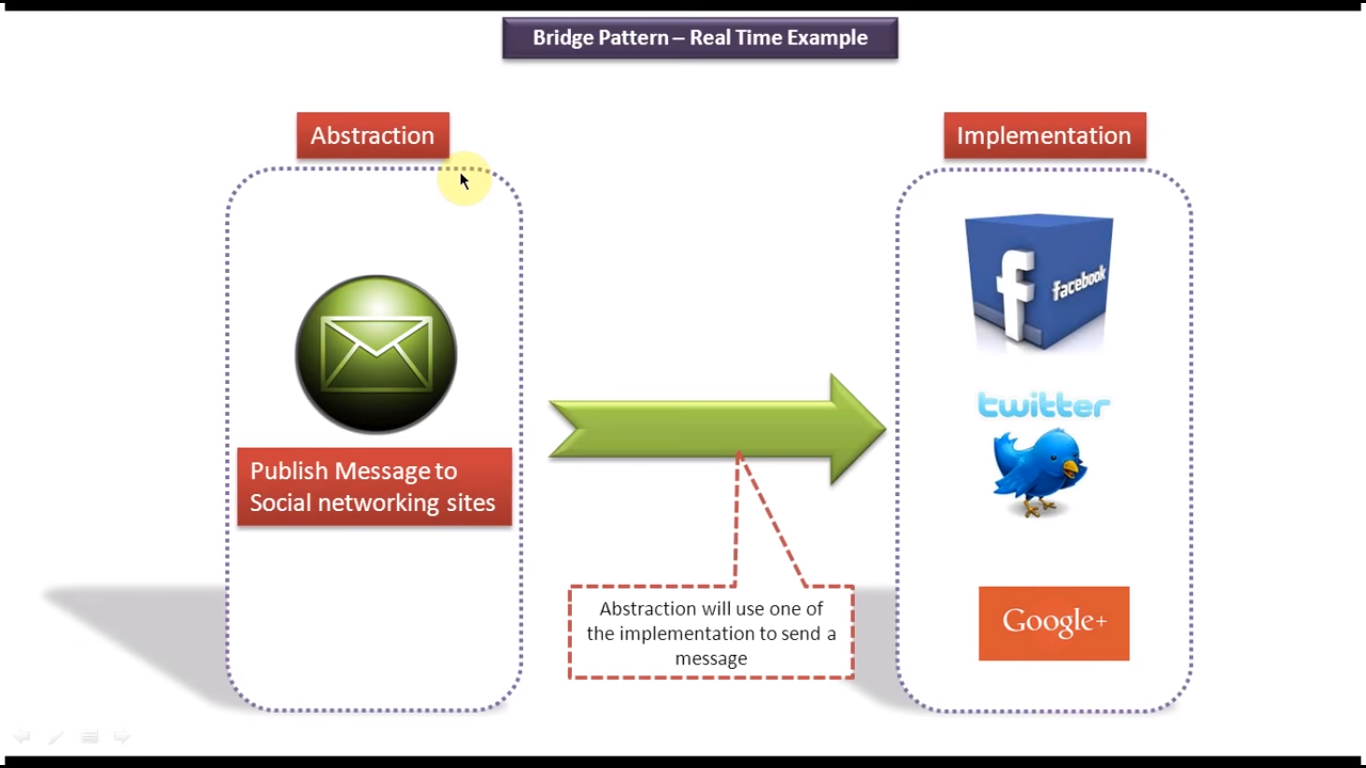 Bridge Pattern – Real Time Example
Abstraction
Implementation
f
facebook
twitter
Publish Message to
Social networking sites
Abstraction will use one of
the implementation to send a
message
Google+